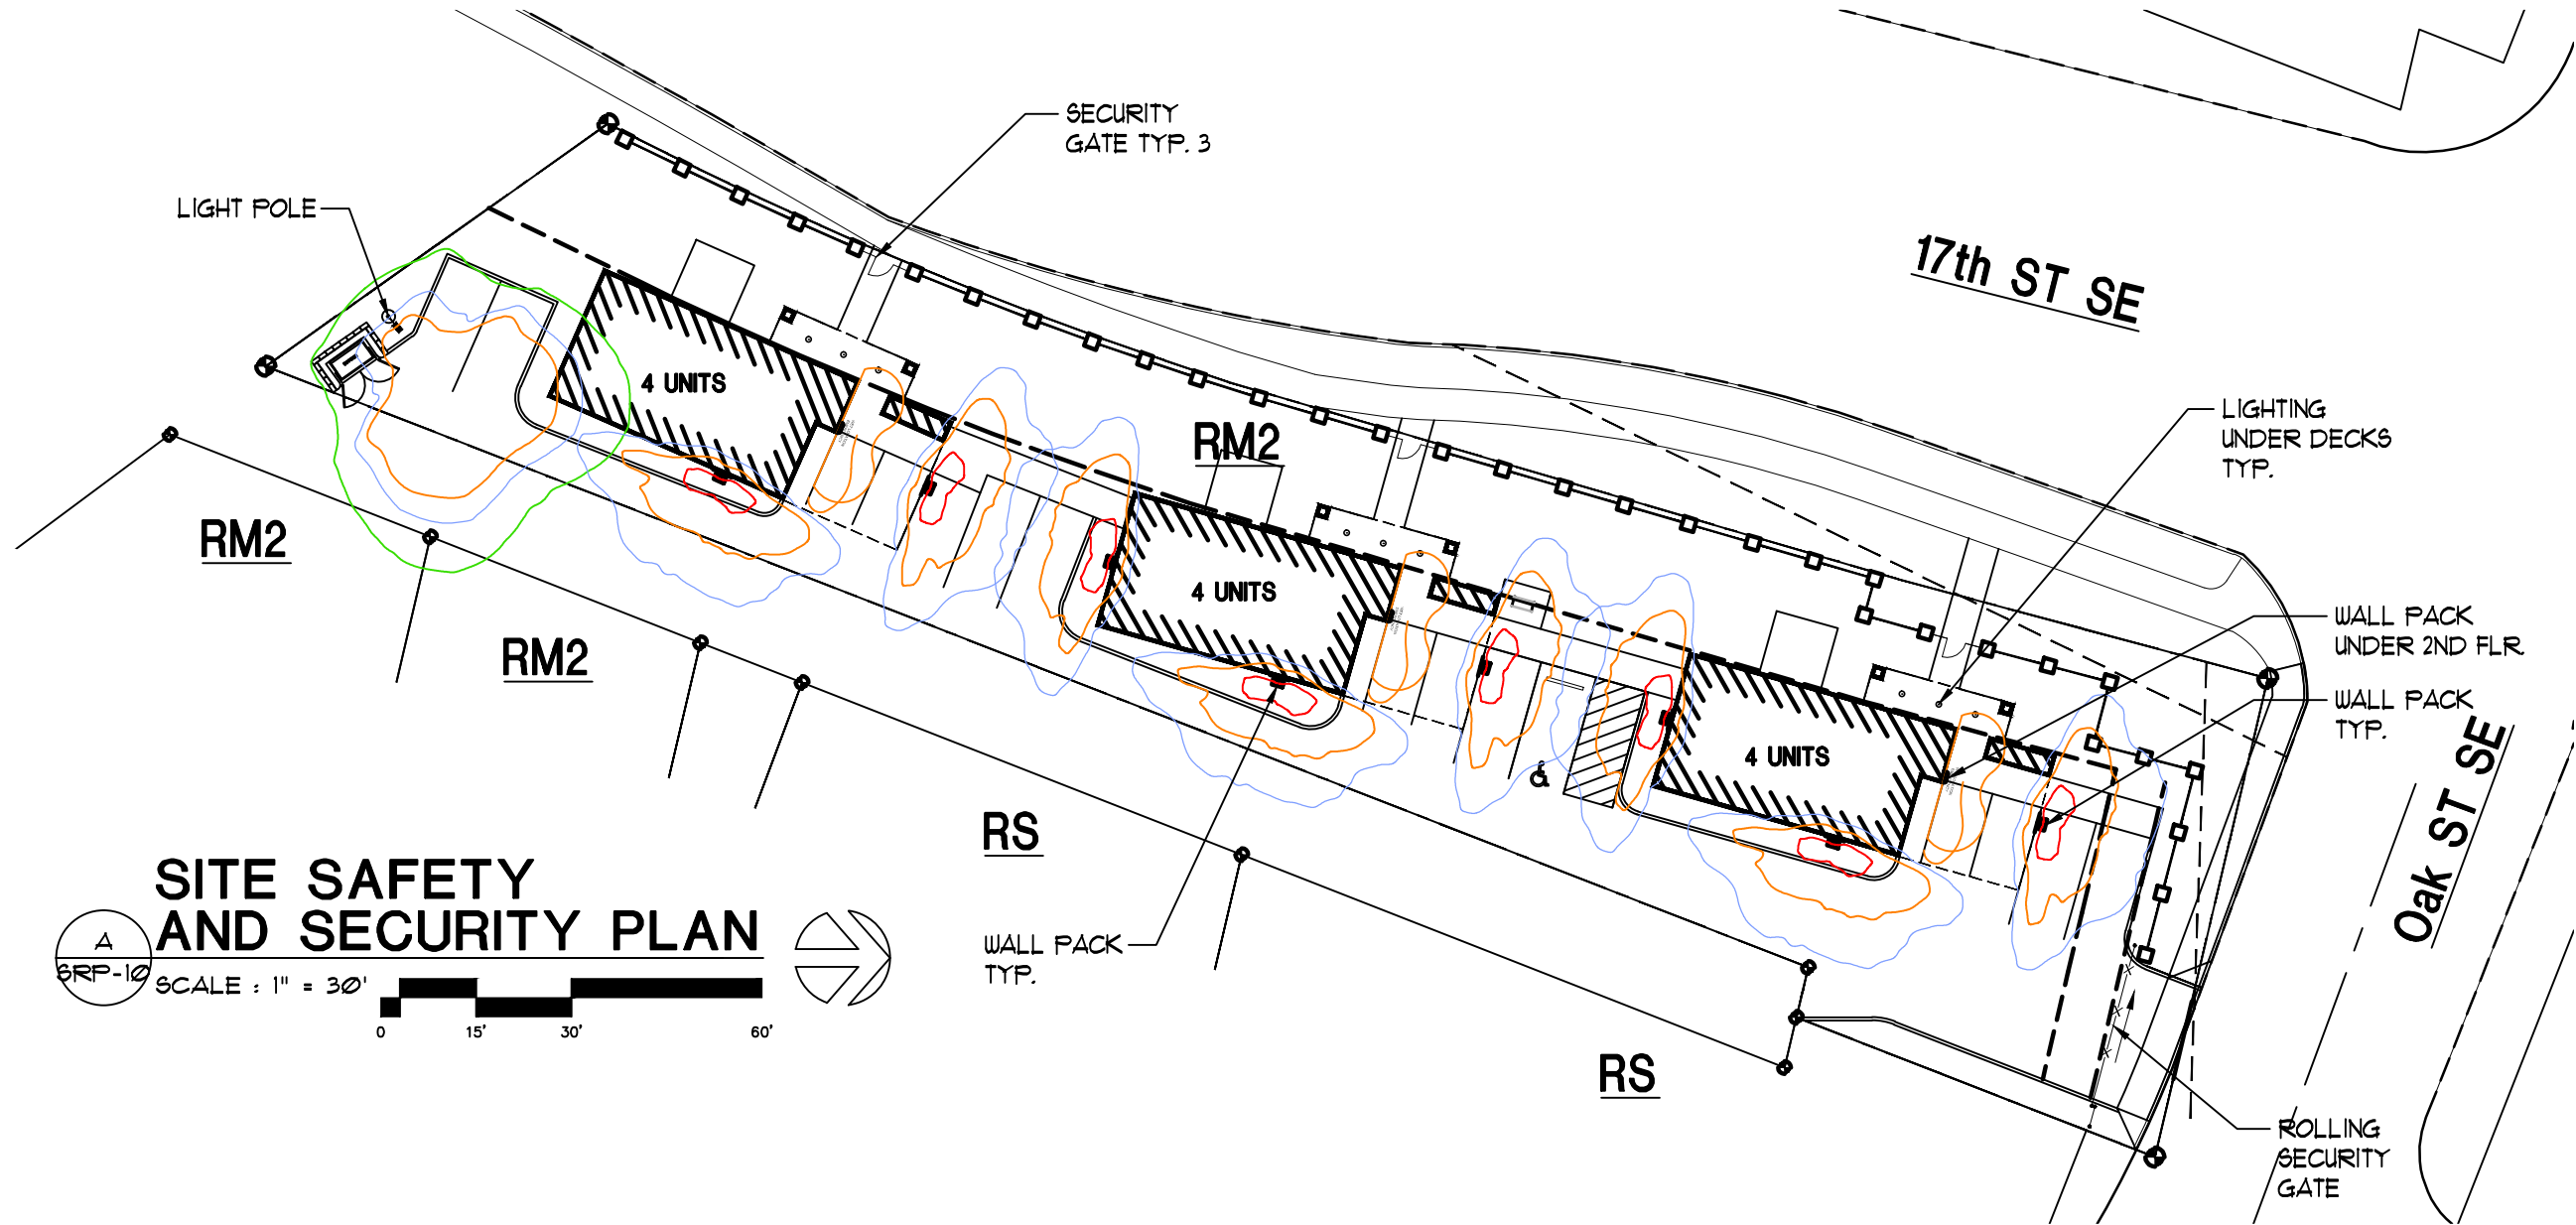 SECURITY
GATE TYP. 3
LIGHT POLE
17th ST SE
4 UNITS
RM2
LIGHTING
UNDER DECKS
TYP.
RM2
4 UNITS
WALL PACK
UNDER 2ND FLR.
RM2
WALL PACK
TYP.
4 UNITS
Oak ST SE
RS
SITE SAFETY
AND SECURITY PLAN
A
SRP-10
SCALE : 1" = 30'
0 15' 30' 60'
WALL PACK
TYP.
RS
ROLLING
SECURITY
GATE